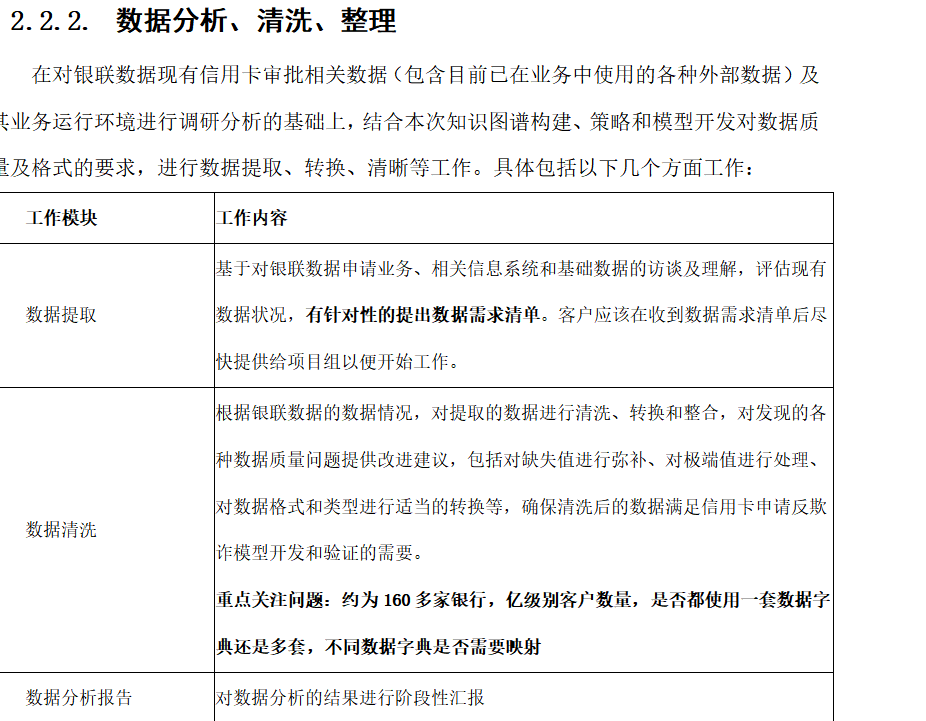 2.2.2. 数据分析、清洗、整理
在对银联数据现有信用卡审批相关数据（包含目前已在业务中使用的各种外部数据）及
其业务运行环境进行调研分析的基础上，结合本次知识图谱构建、策略和模型开发对数据质
量及格式的要求，进行数据提取、转换、清晰等工作。具体包括以下几个方面工作：
工作模块 工作内容
数据提取
基于对银联数据申请业务、相关信息系统和基础数据的访谈及理解，评估现有
数据状况，有针对性的提出数据需求清单。客户应该在收到数据需求清单后尽
快提供给项目组以便开始工作。
数据清洗
根据银联数据的数据情况，对提取的数据进行清洗、转换和整合，对发现的各
种数据质量问题提供改进建议，包括对缺失值进行弥补、对极端值进行处理、
对数据格式和类型进行适当的转换等，确保清洗后的数据满足信用卡申请反欺
诈模型开发和验证的需要。
重点关注问题：约为 160 多家银行，亿级别客户数量，是否都使用一套数据字
典还是多套，不同数据字典是否需要映射
数据分析报告 对数据分析的结果进行阶段性汇报